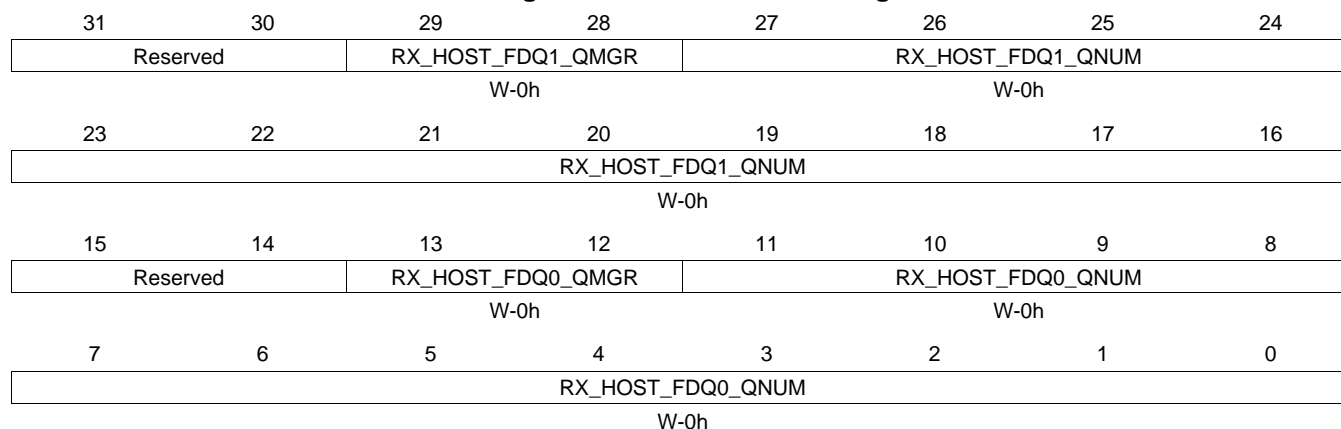 31 30 29 28 27 26 25 24
Reserved RX_HOST_FDQ1_QMGR RX_HOST_FDQ1_QNUM
W-0h W-0h
23 22 21 20 19 18 17 16
RX_HOST_FDQ1_QNUM
W-0h
15 14 13 12 11 10 9 8
Reserved RX_HOST_FDQ0_QMGR RX_HOST_FDQ0_QNUM
W-0h W-0h
7 6 5 4 3 2 1 0
RX_HOST_FDQ0_QNUM
W-0h